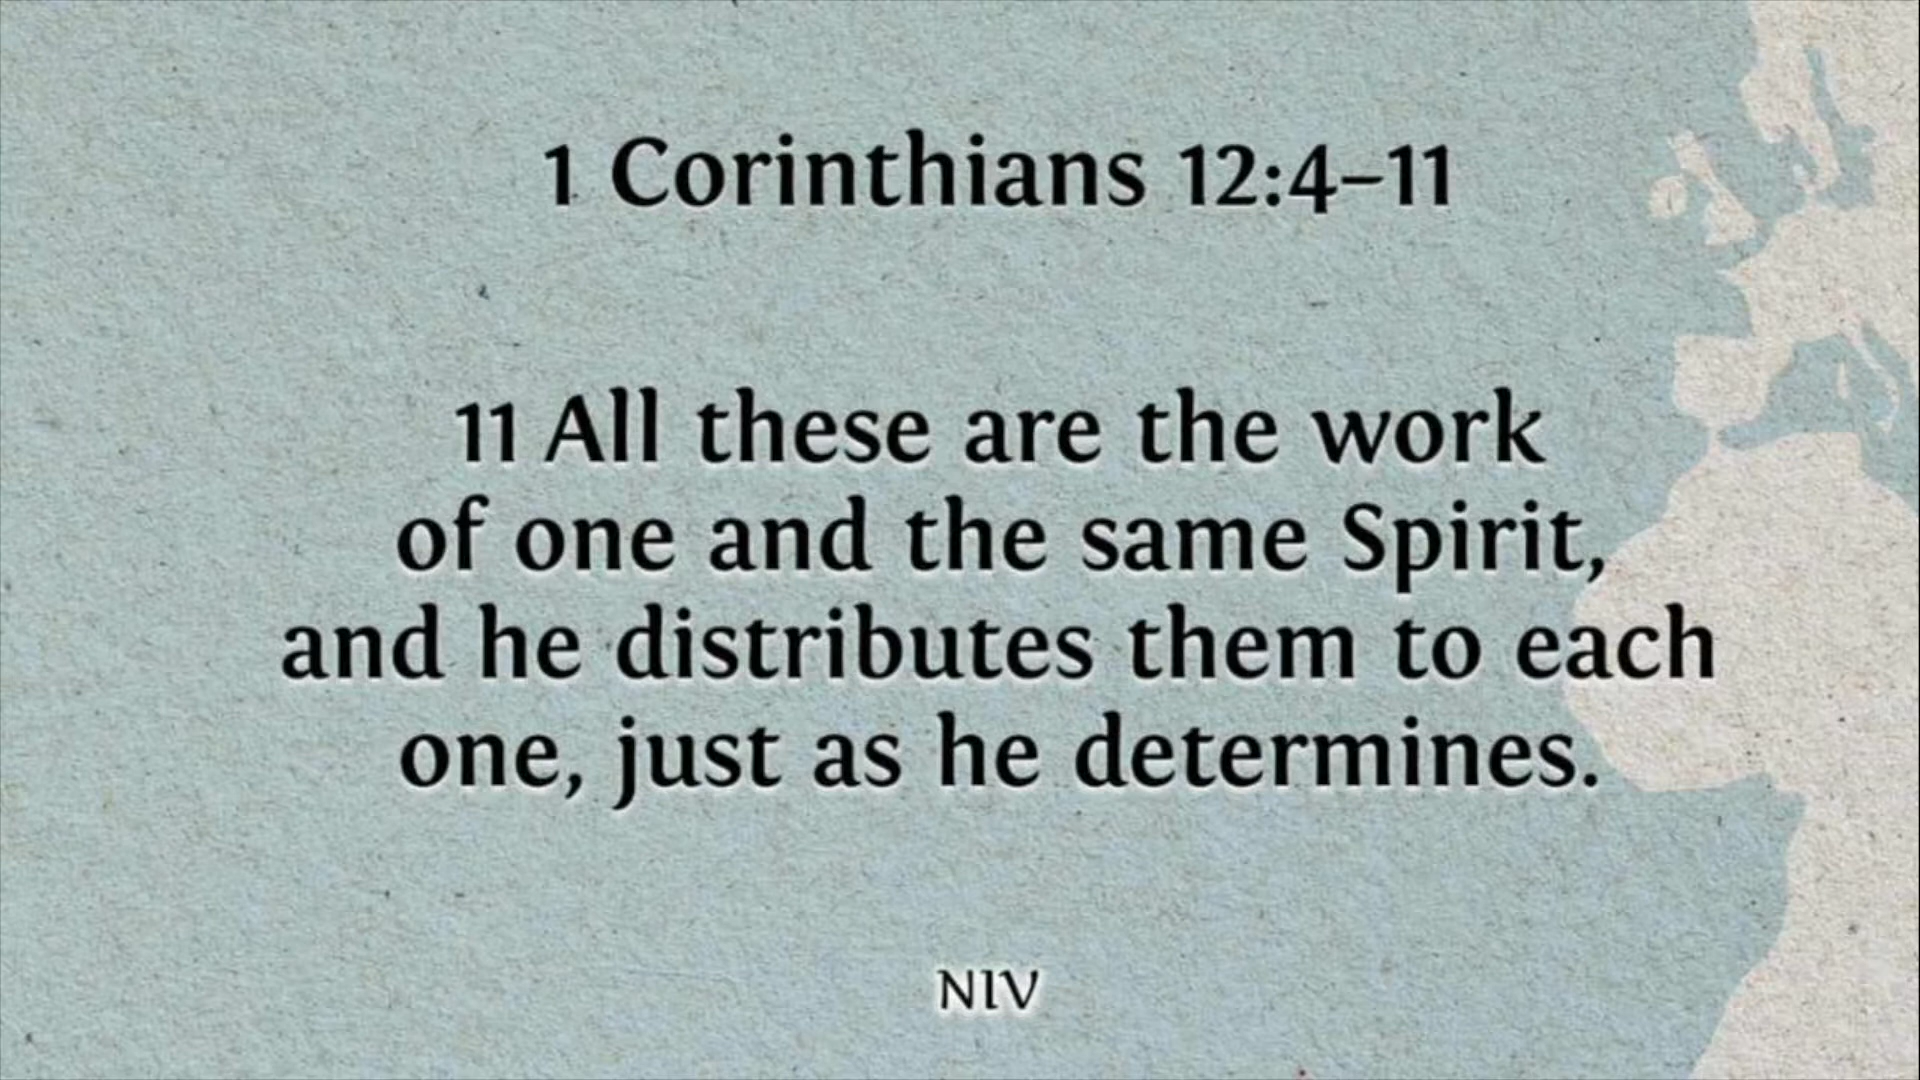 1 Corinthians 12:4–11
11 All these are the work
of one and the same Spirit,
and he distributes them to each
one, just as he determines.
NIV